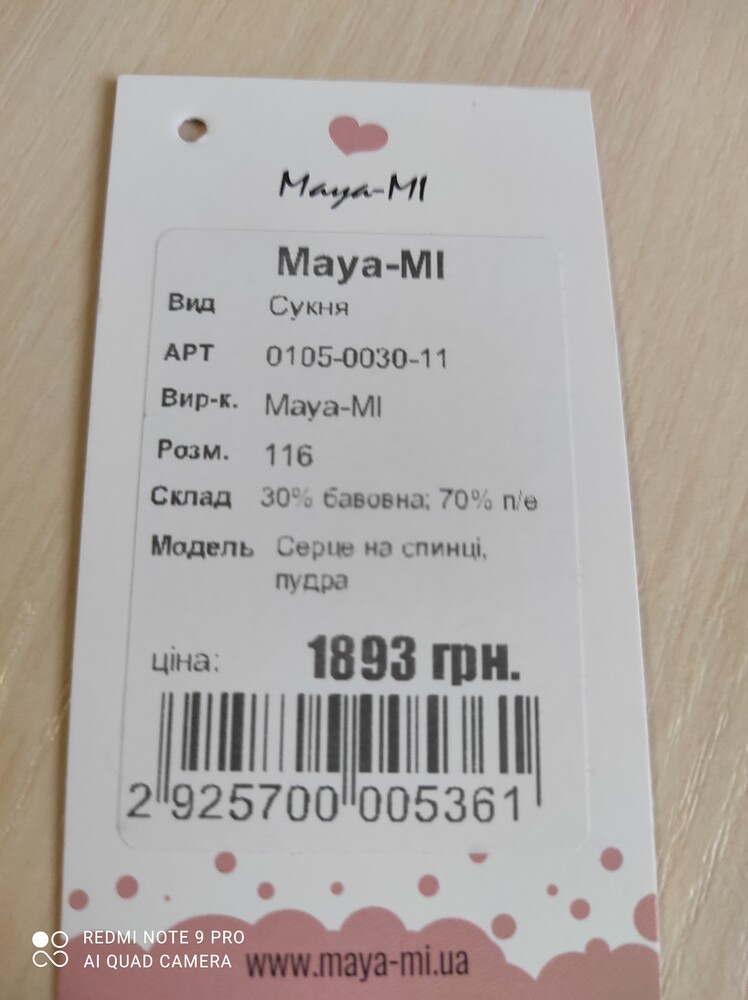 Maya-MI
Maya-MI
Вид Сукня
АРТ 0105-0030-11
Вир-к. Maya-MI
Розм. 116
Склад 30% бавовна; 70% п/е
Модель Серце на спинці,
пудра
ціна: 1893 грн.
2 925700 005361
www.maya-mi.ua
REDMI NOTE 9 PRO
AI QUAD CAMERA